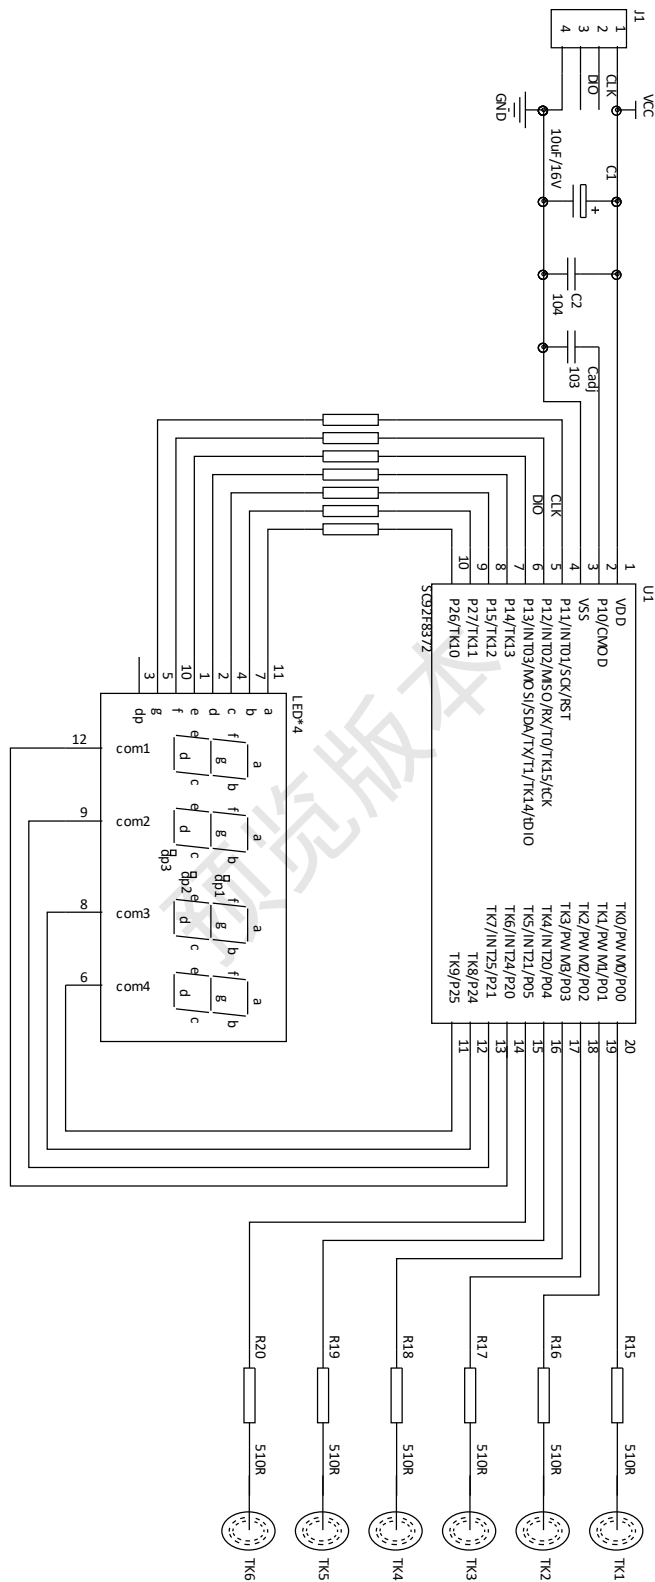 J1
1
2
3
4
CLK
DIO
VCC
GND
C1
10uF/16V
+
C2
104
Cadj
103
CLK
DIO
U1
SC92F8372
1
2
3
4
5
6
7
8
9
10
VDD
P10/CMOD
VSS
P11/INT01/SCK/RST
P12/INT02/MISO/RX/T0/TK15/tCK
P13/INT03/MOSI/SDA/TX/T1/TK14/tDIO
P14/TK13
P15/TK12
P27/TK11
P26/TK10
TK0/PWM0/P00
TK1/PWM1/P01
TK2/PWM2/P02
TK3/PWM3/P03
TK4/INT20/P04
TK5/INT21/P05
TK6/INT24/P20
TK7/INT25/P21
TK8/P24
TK9/P25
20
19
18
17
16
15
14
13
12
11
LED*4
11
7
4
2
1
10
5
3
a
b
c
d
e
f
g
dp
12
com1
9
com2
8
com3
6
com4
a
b
c
d
e
f
g
a
b
c
d
e
f
g
dp1
dp2
dp3
a
b
c
d
e
f
g
a
b
c
d
e
f
g
R15
510R
TK1
R16
510R
TK2
R17
510R
TK3
R18
510R
TK4
R19
510R
TK5
R20
510R
TK6
预览版本